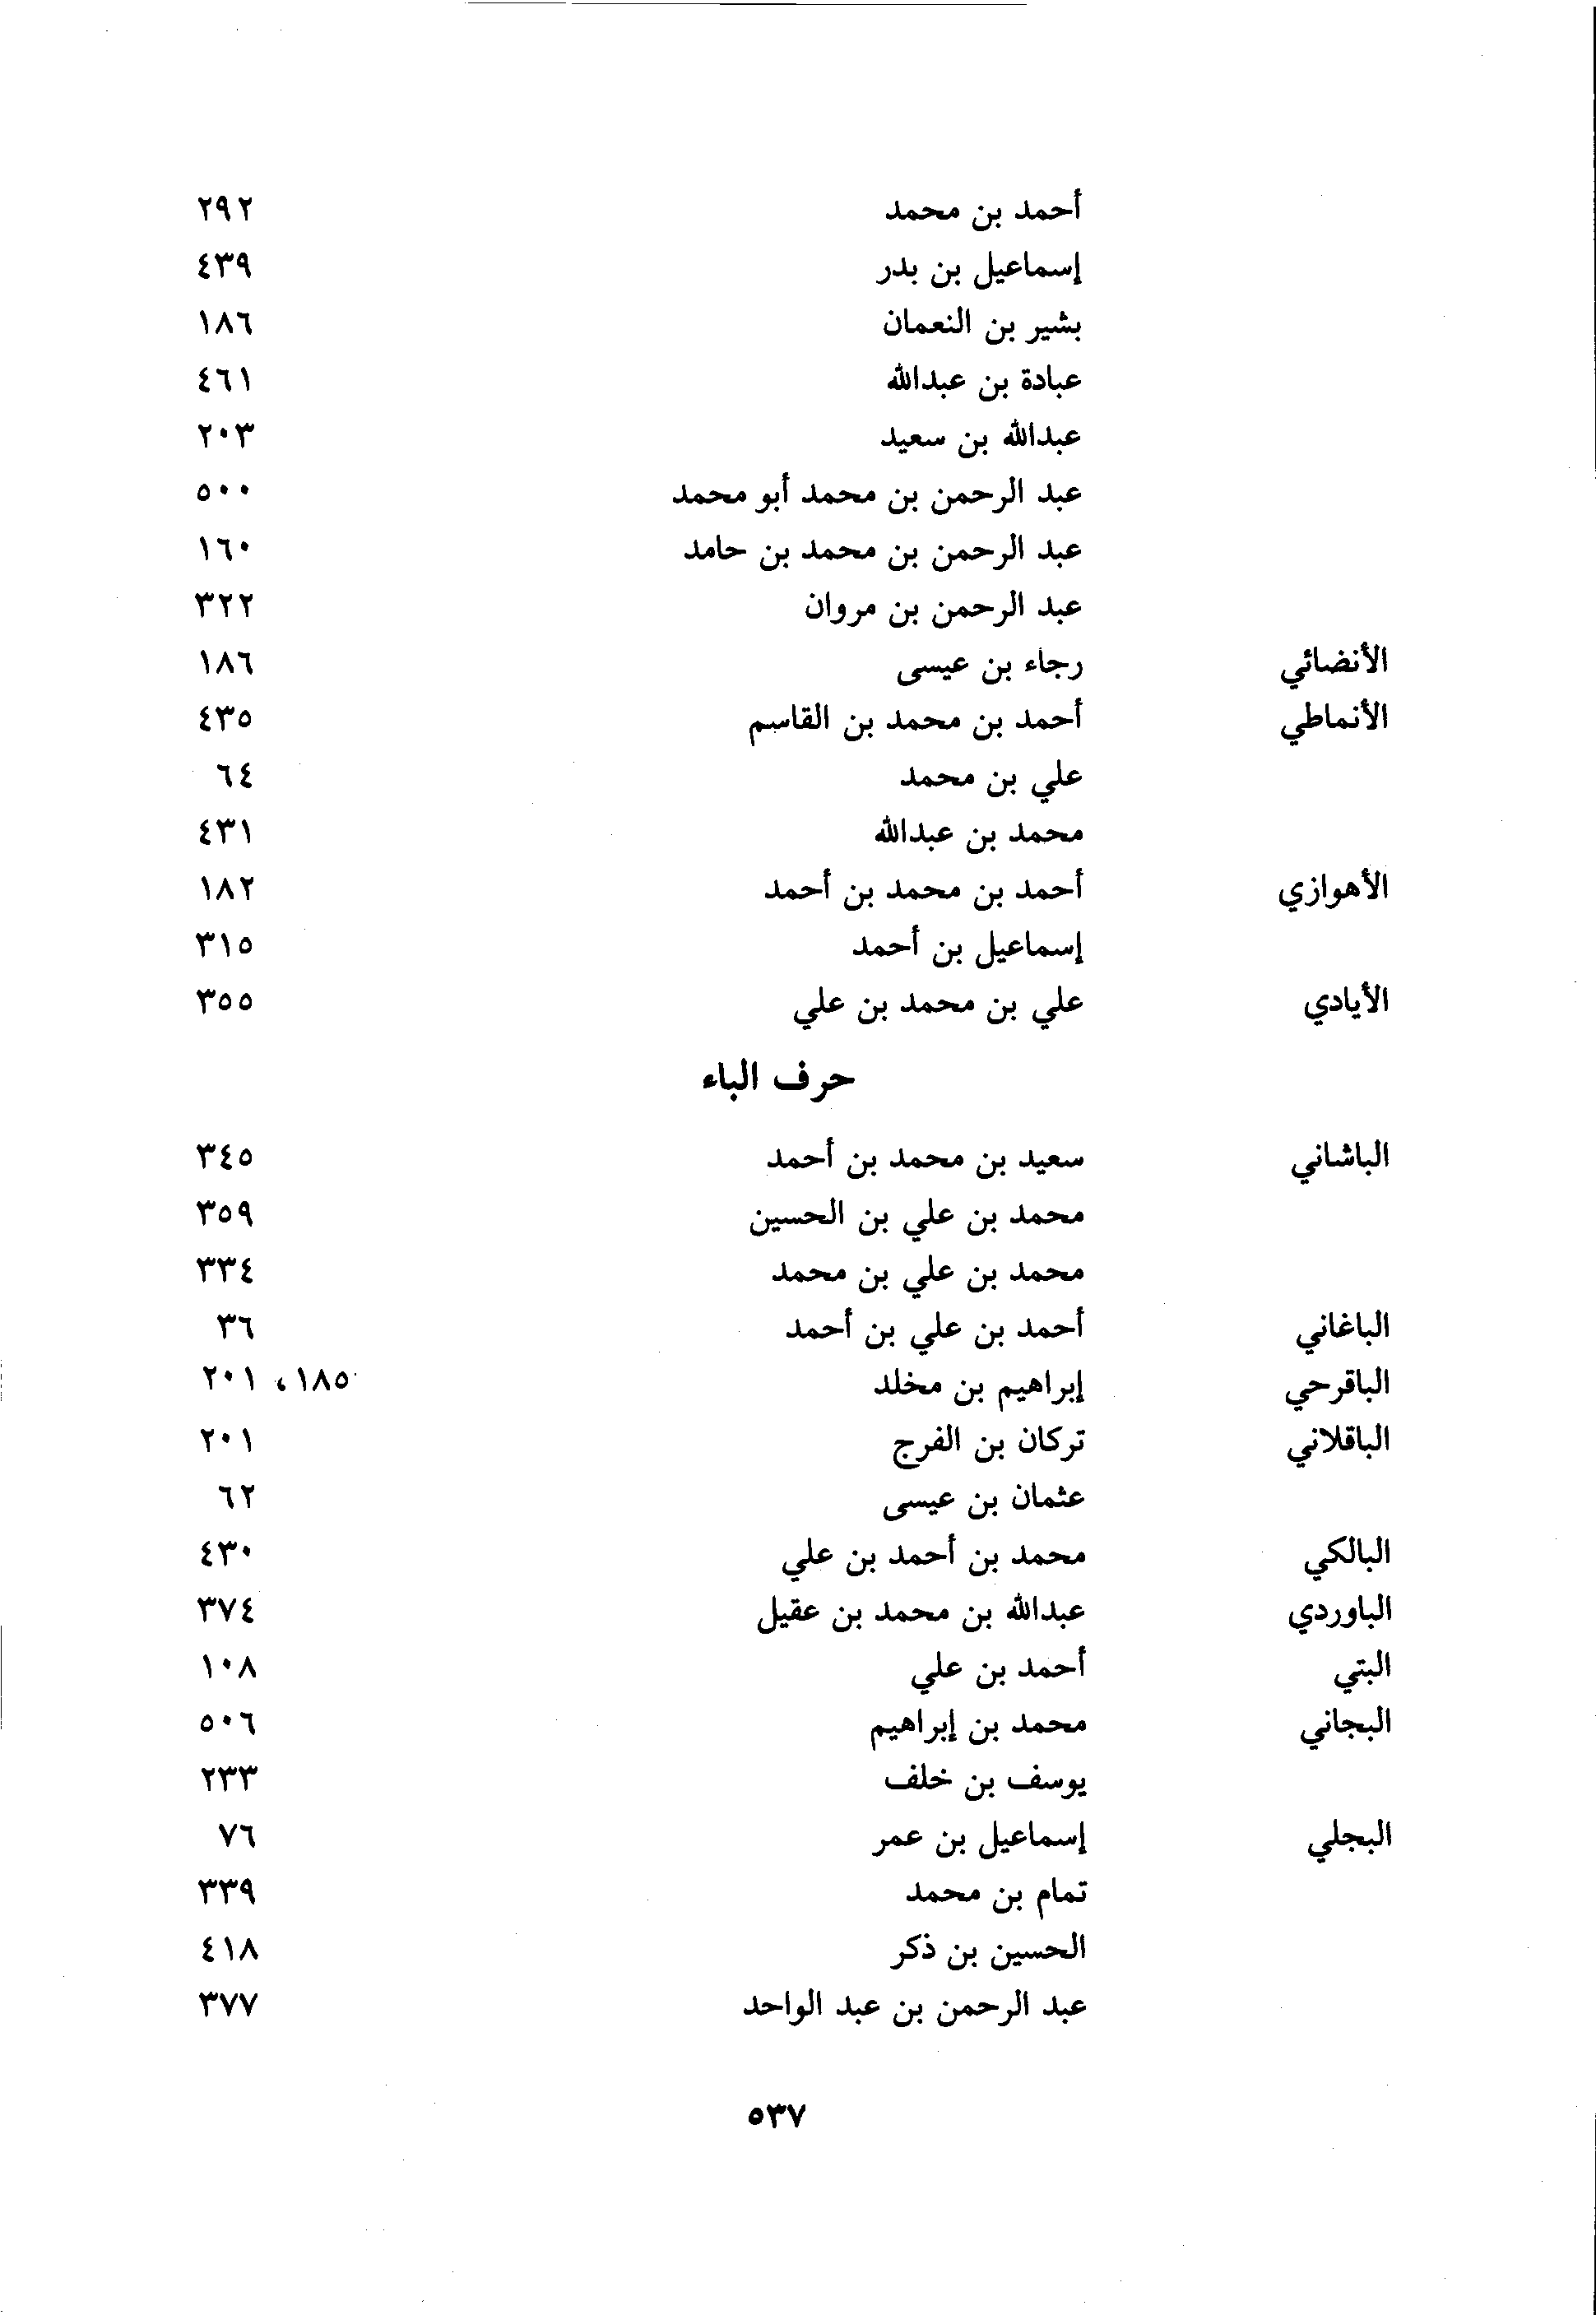 أحمد بن محمد ٢٩٢
إسماعيل بن بدر ٤٣٩
بشير بن النعمان ١٨٦
عبادة بن عبدالله ٤٦١
عبدالله بن سعيد ٢٠٣
عبد الرحمن بن محمد أبو محمد ٥٠٠
عبد الرحمن بن محمد بن حامد ١٦٠
عبد الرحمن بن مروان ٣٢٢
الأنضائي رجاء بن عيسى ١٨٦
الأنماطي أحمد بن محمد بن القاسم ٤٣٥
علي بن محمد ٦٤
محمد بن عبدالله ٤٣١
الأهوازي أحمد بن محمد بن أحمد ١٨٢
إسماعيل بن أحمد ٣١٥
الأيادي علي بن محمد بن علي ٣٥٥
حرف الباء
الباشاني سعيد بن محمد بن أحمد ٣٤٥
محمد بن علي بن الحسين ٣٥٩
محمد بن علي بن محمد ٣٣٤
الباغاني أحمد بن علي بن أحمد ٣٦
الباقرحي إبراهيم بن مخلد ١٨٥، ٢٠١
الباقلاني تركان بن الفرج ٢٠١
عثمان بن عيسى ٦٢
البالكي محمد بن أحمد بن علي ٤٣٠
الباوردي عبدالله بن محمد بن عقيل ٣٧٤
البتي أحمد بن علي ١٠٨
البجاني محمد بن إبراهيم ٥٠٦
يوسف بن خلف ٢٣٣
البجلي إسماعيل بن عمر ٧٦
تمام بن محمد ٣٣٩
الحسين بن ذكر ٤١٨
عبد الرحمن بن عبد الواحد ٣٧٧
٥٣٧